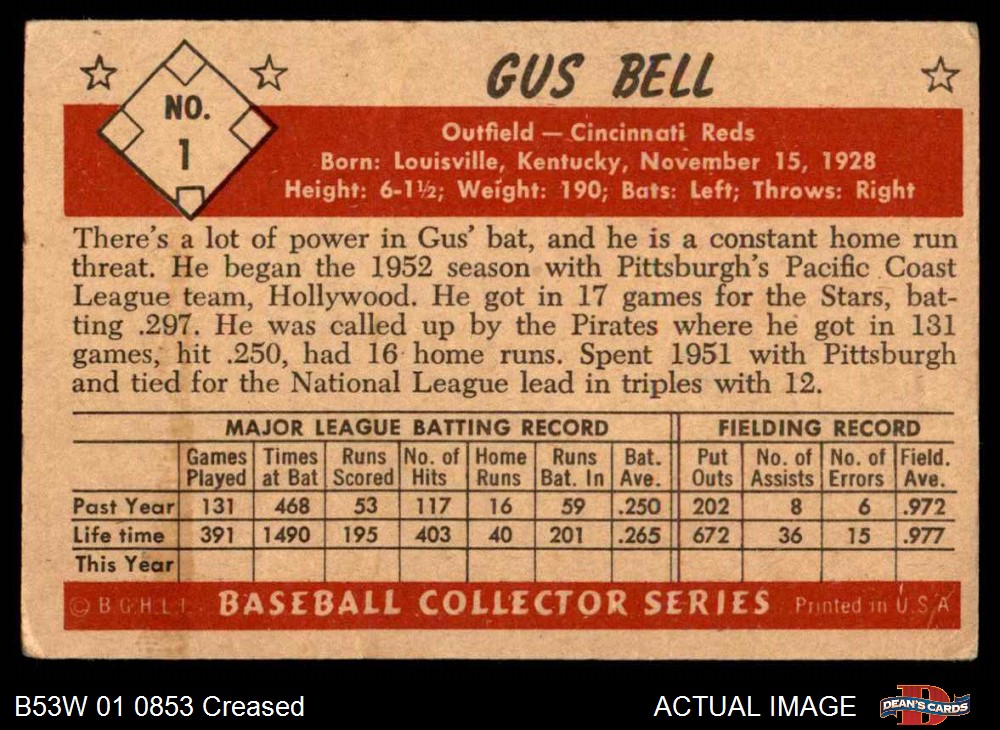 NO.
1
GUS BELL
Outfield — Cincinnati Reds
Born: Louisville, Kentucky, November 15, 1928
Height: 6-1½; Weight: 190; Bats: Left; Throws: Right
There's a lot of power in Gus' bat, and he is a constant home run
threat. He began the 1952 season with Pittsburgh's Pacific Coast
League team, Hollywood. He got in 17 games for the Stars, bat-
ting .297. He was called up by the Pirates where he got in 131
games, hit .250, had 16 home runs. Spent 1951 with Pittsburgh
and tied for the National League lead in triples with 12.
MAJOR LEAGUE BATTING RECORD FIELDING RECORD
Games Times Runs No. of Home Runs Bat. Put No. of No. of Field.
Played at Bat Scored Hits Runs Bat. In Ave. Outs Assists Errors Ave.
Past Year 131 468 53 117 16 59 .250 202 8 6 .972
Life time 391 1490 195 403 40 201 .265 672 36 15 .977
This Year
© B.G.H.L.I. BASEBALL COLLECTOR SERIES Printed in U.S.A
B53W 01 0853 Creased ACTUAL IMAGE D DEAN'S CARDS